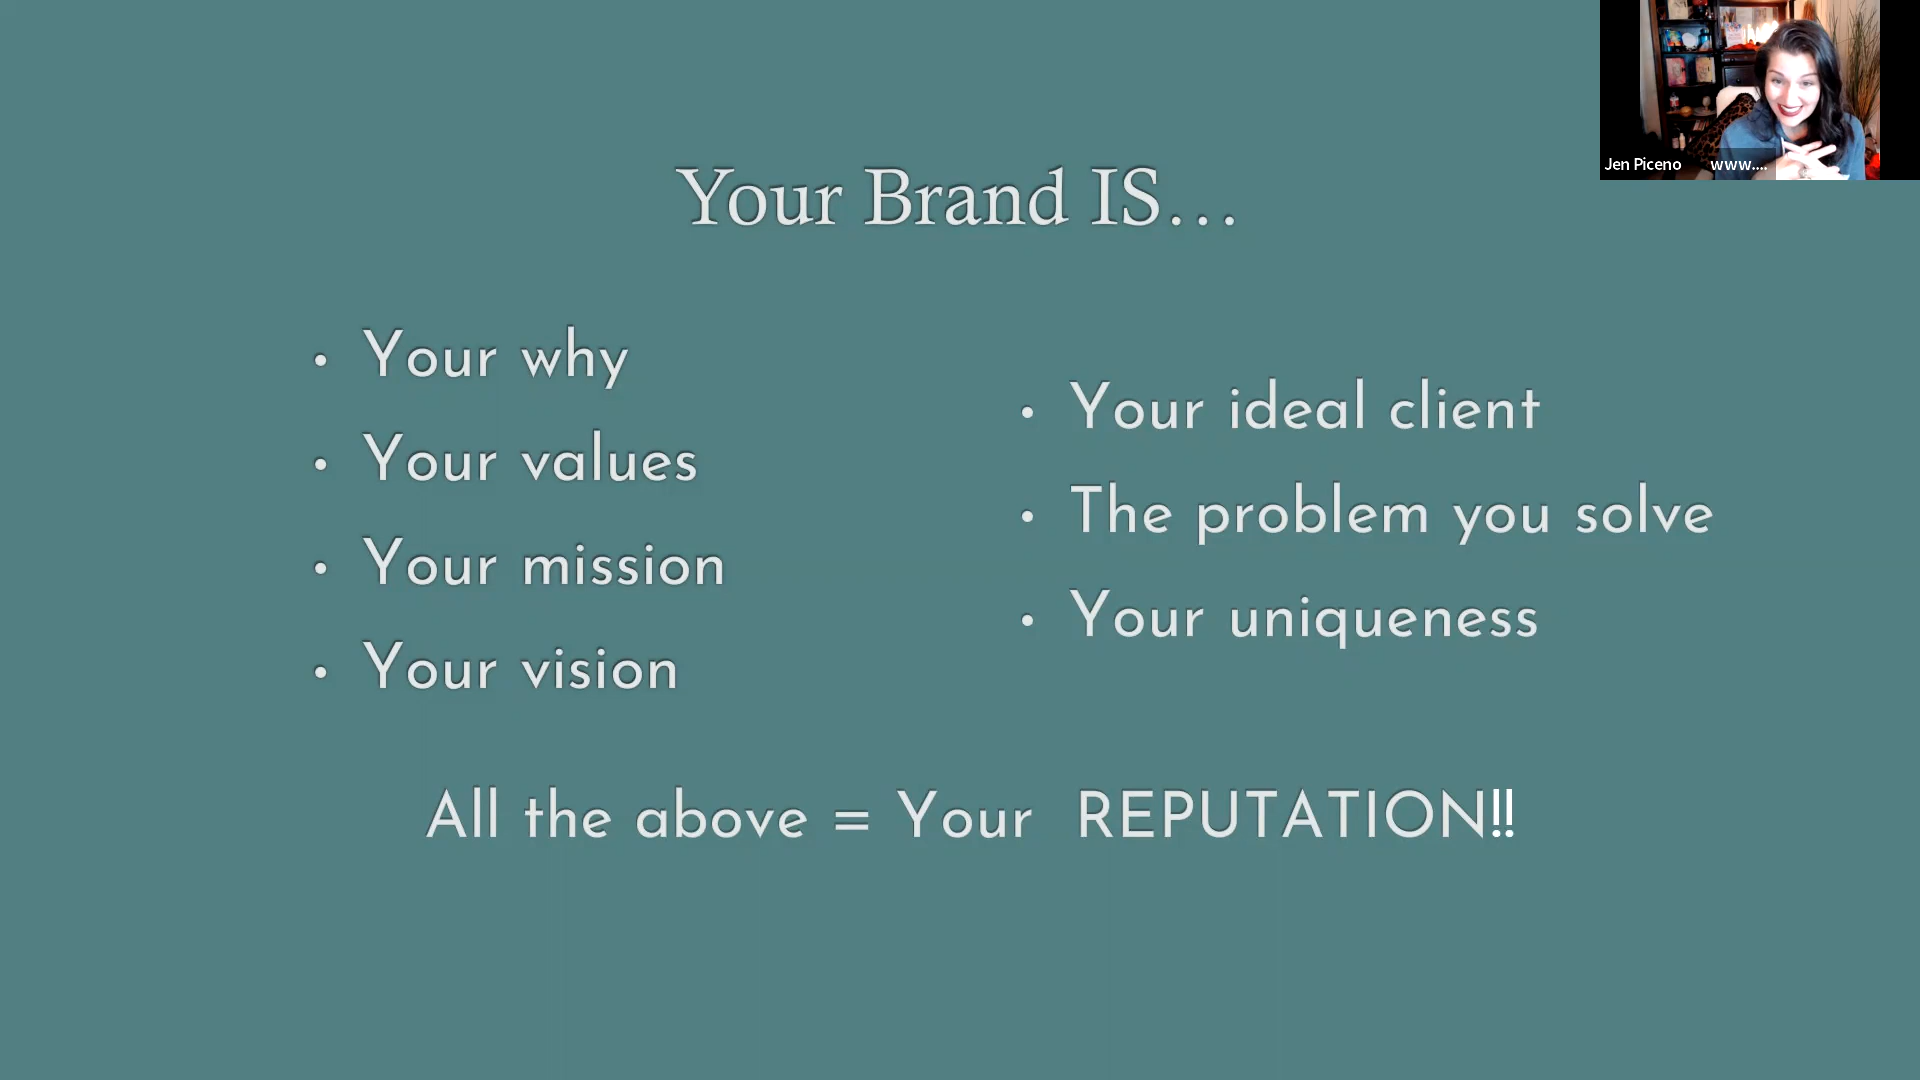 Your Brand IS...
• Your why
• Your values
• Your mission
• Your vision
• Your ideal client
• The problem you solve
• Your uniqueness
All the above = Your REPUTATION!!
Jen Piceno www....